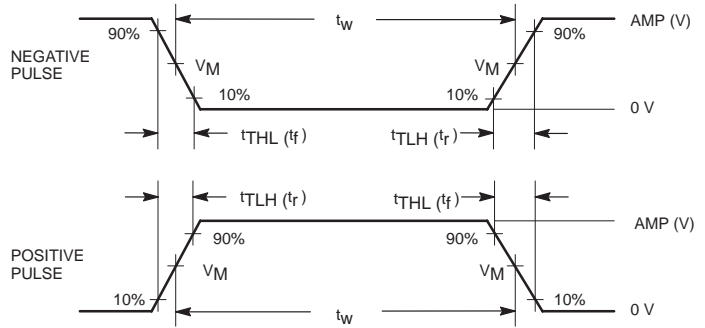 90%
tW
90%
AMP (V)
NEGATIVE
PULSE
VM
VM
10%
10%
0 V
tTHL (tf)
tTLH (tr)
tTLH (tr)
tTHL (tf)
AMP (V)
90%
90%
POSITIVE
PULSE
VM
VM
10%
10%
tW
0 V